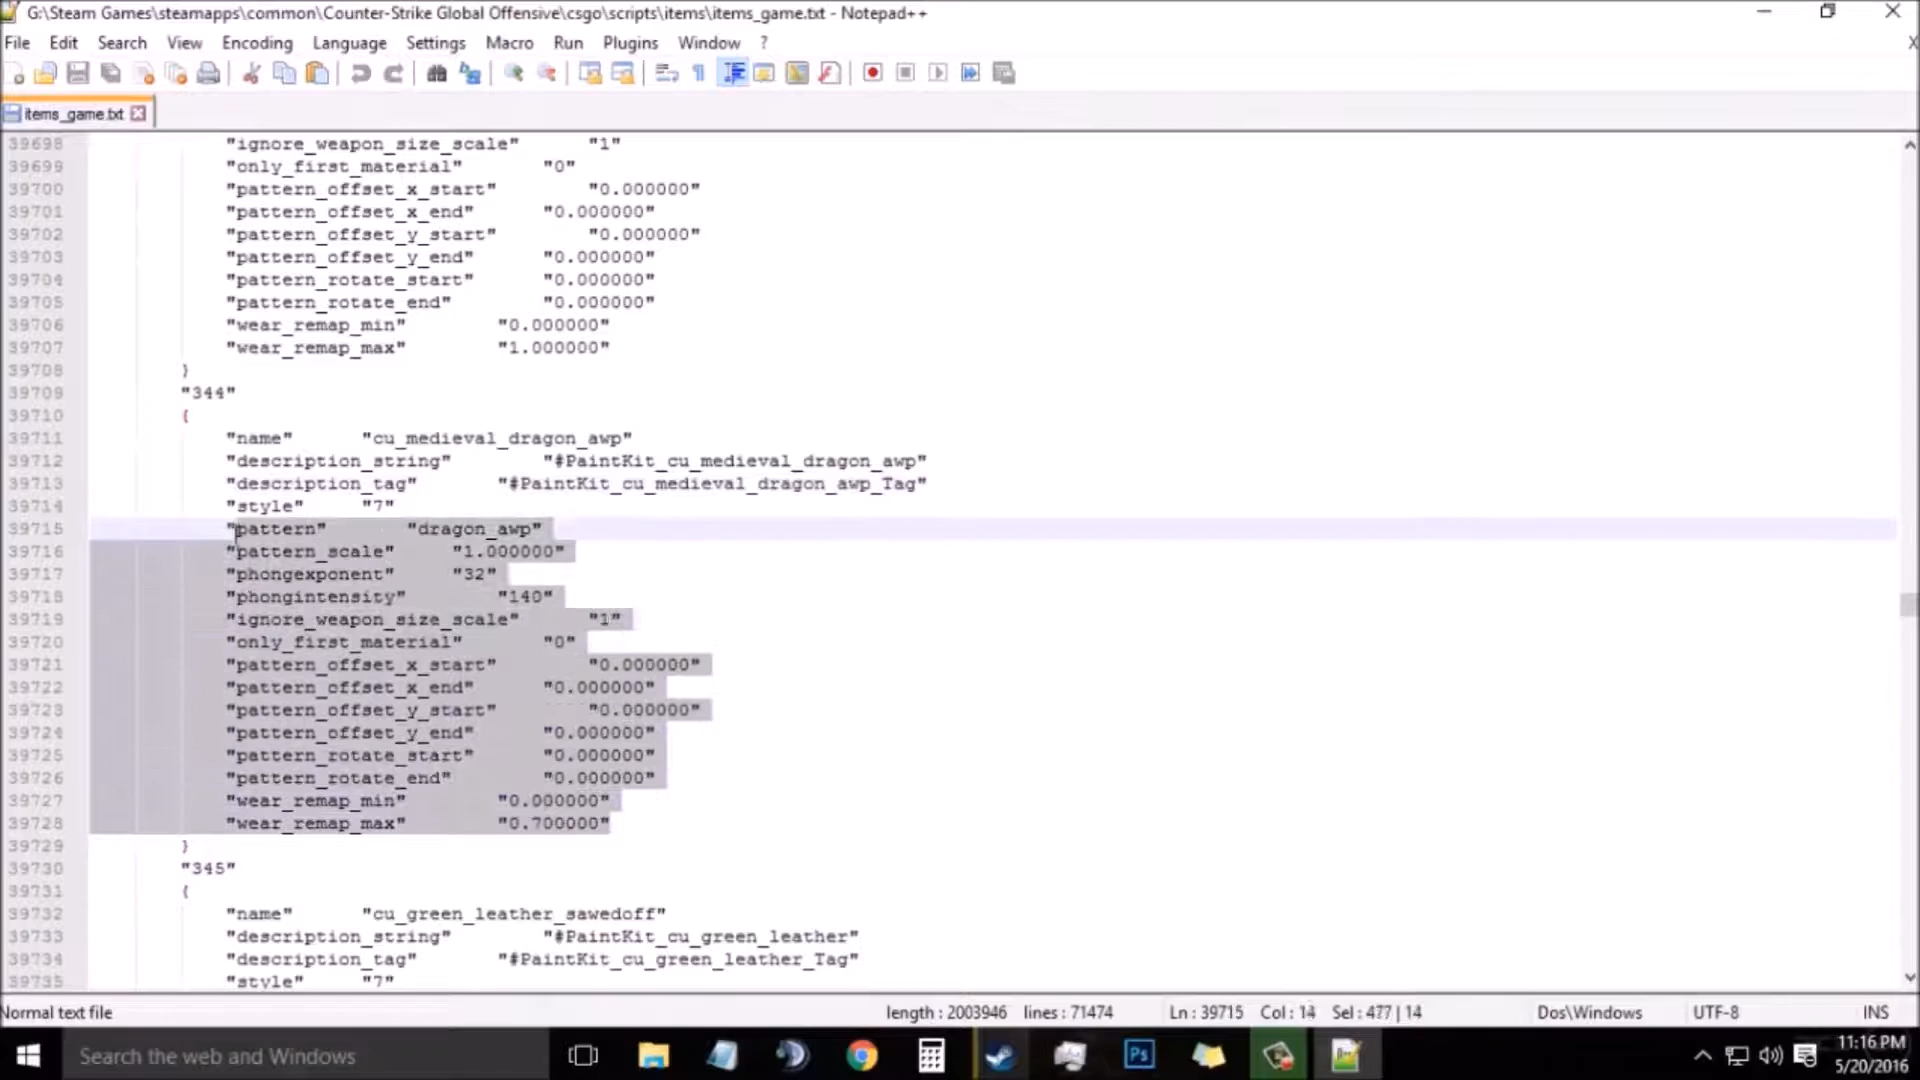 G:\Steam Games\steamapps\common\Counter-Strike Global Offensive\csgo\scripts\items\items_game.txt - Notepad++
File Edit Search View Encoding Language Settings Macro Run Plugins Window ?
items_game.txt
39698 "ignore_weapon_size_scale" "1"
39699 "only_first_material" "0"
39700 "pattern_offset_x_start" "0.000000"
39701 "pattern_offset_x_end" "0.000000"
39702 "pattern_offset_y_start" "0.000000"
39703 "pattern_offset_y_end" "0.000000"
39704 "pattern_rotate_start" "0.000000"
39705 "pattern_rotate_end" "0.000000"
39706 "wear_remap_min" "0.000000"
39707 "wear_remap_max" "1.000000"
39708 }
39709 "344"
39710 {
39711 "name" "cu_medieval_dragon_awp"
39712 "description_string" "#PaintKit_cu_medieval_dragon_awp"
39713 "description_tag" "#PaintKit_cu_medieval_dragon_awp_Tag"
39714 "style" "7"
39715 "pattern" "dragon_awp"
39716 "pattern_scale" "1.000000"
39717 "phongexponent" "32"
39718 "phongintensity" "140"
39719 "ignore_weapon_size_scale" "1"
39720 "only_first_material" "0"
39721 "pattern_offset_x_start" "0.000000"
39722 "pattern_offset_x_end" "0.000000"
39723 "pattern_offset_y_start" "0.000000"
39724 "pattern_offset_y_end" "0.000000"
39725 "pattern_rotate_start" "0.000000"
39726 "pattern_rotate_end" "0.000000"
39727 "wear_remap_min" "0.000000"
39728 "wear_remap_max" "0.700000"
39729 }
39730 "345"
39731 {
39732 "name" "cu_green_leather_sawedoff"
39733 "description_string" "#PaintKit_cu_green_leather"
39734 "description_tag" "#PaintKit_cu_green_leather_Tag"
39735 "style" "7"
Normal text file length : 2003946 lines : 71474 Ln : 39715 Col : 14 Sel : 477 | 14 Dos\Windows UTF-8 INS
Search the web and Windows
Ps
11:16 PM
5/20/2016